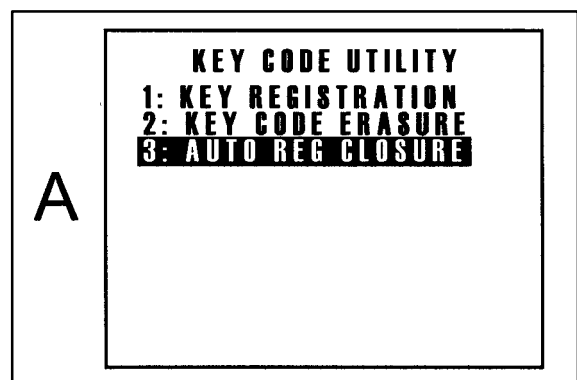 A
KEY CODE UTILITY
1: KEY REGISTRATION
2: KEY CODE ERASURE
3: AUTO REG CLOSURE